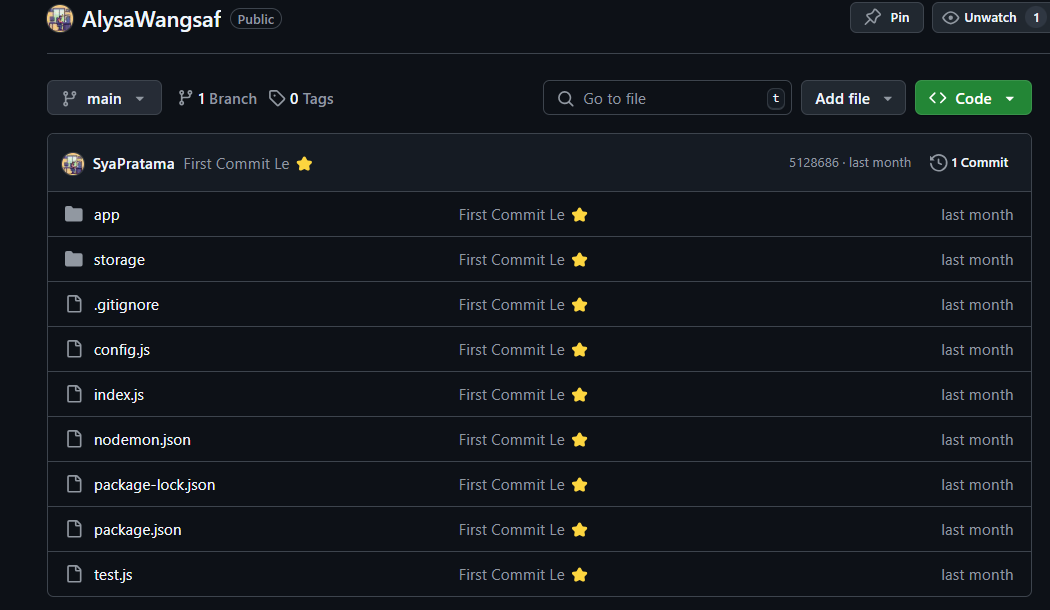 AlysaWangsaf Public Pin Unwatch 1
main 1 Branch 0 Tags Go to file t Add file Code
SyaPratama First Commit Le ⭐ 5128686 · last month 1 Commit
app First Commit Le ⭐ last month
storage First Commit Le ⭐ last month
.gitignore First Commit Le ⭐ last month
config.js First Commit Le ⭐ last month
index.js First Commit Le ⭐ last month
nodemon.json First Commit Le ⭐ last month
package-lock.json First Commit Le ⭐ last month
package.json First Commit Le ⭐ last month
test.js First Commit Le ⭐ last month